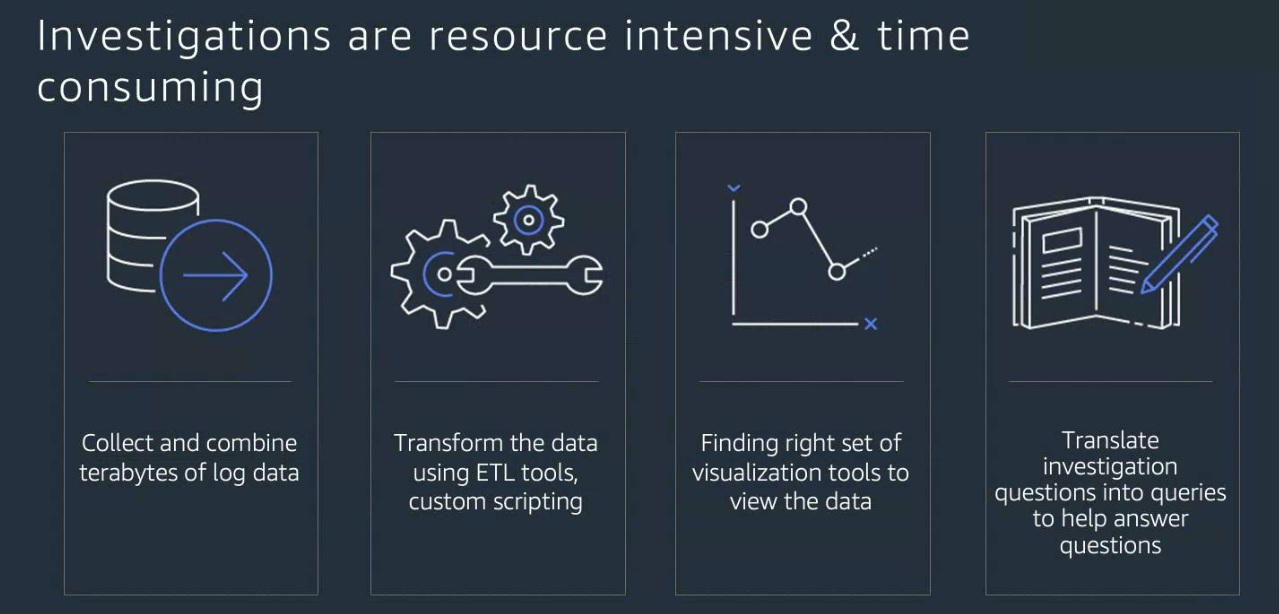 Investigations are resource intensive & time
consuming
Collect and combine
terabytes of log data
Transform the data
using ETL tools,
custom scripting
Finding right set of
visualization tools to
view the data
Translate
investigation
questions into queries
to help answer
questions